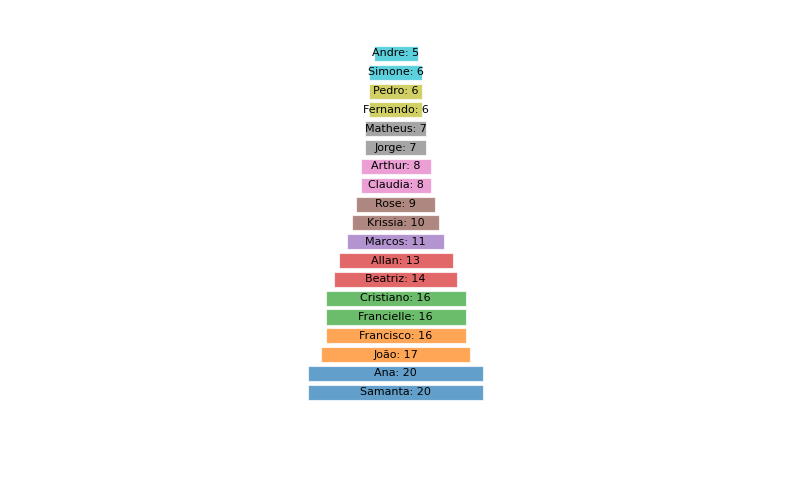 Andre: 5
Simone: 6
Pedro: 6
Fernando: 6
Matheus: 7
Jorge: 7
Arthur: 8
Claudia: 8
Rose: 9
Krissia: 10
Marcos: 11
Allan: 13
Beatriz: 14
Cristiano: 16
Francielle: 16
Francisco: 16
João: 17
Ana: 20
Samanta: 20